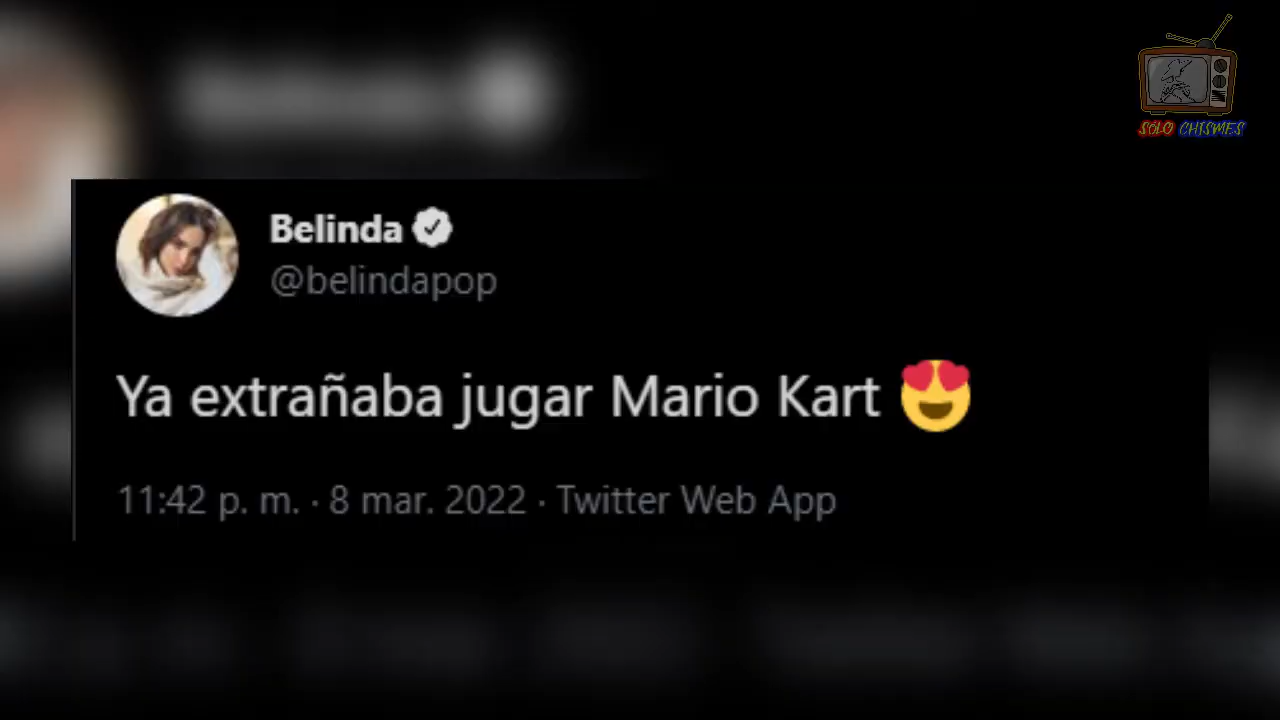 SOLO CHISMES
Belinda
@belindapop
Ya extrañaba jugar Mario Kart 😍
11:42 p. m. · 8 mar. 2022 · Twitter Web App